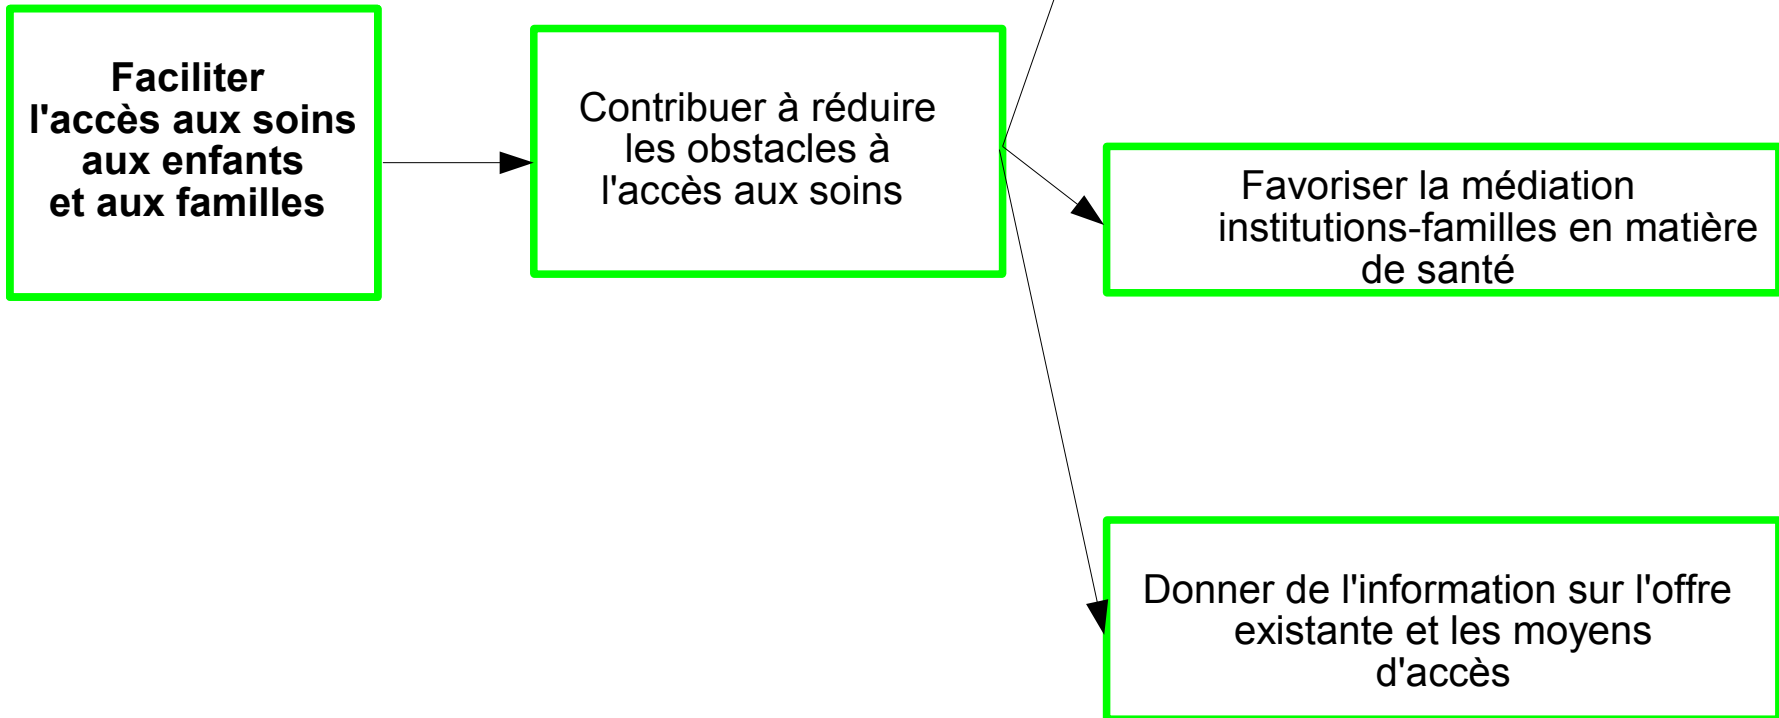 Faciliter
l'accès aux soins
aux enfants
et aux familles
Contribuer à réduire
les obstacles à
l'accès aux soins
Favoriser la médiation
institutions-familles en matière
de santé
Donner de l'information sur l'offre
existante et les moyens
d'accès